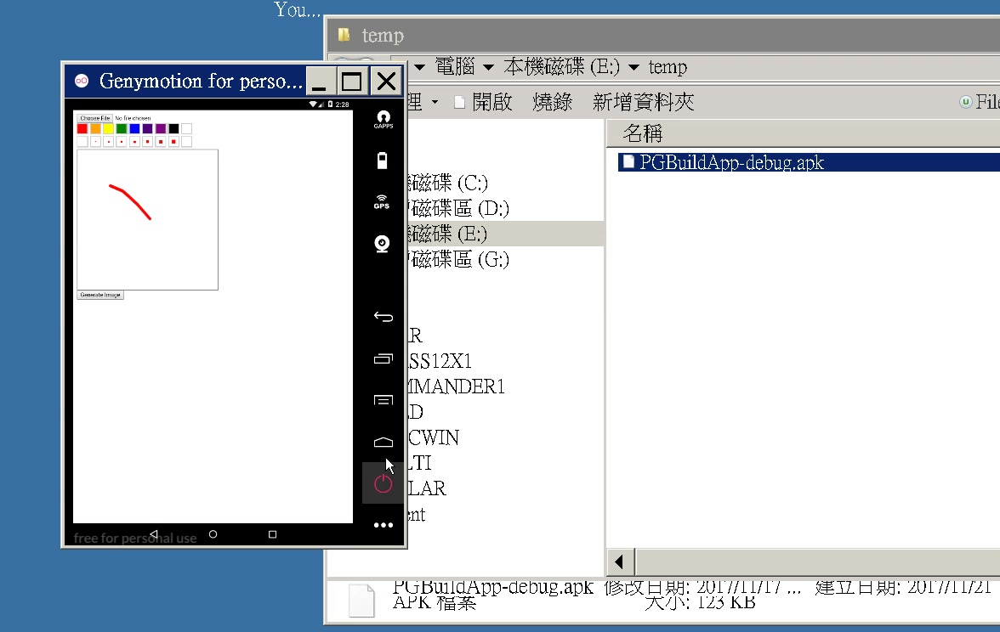 You...
temp
電腦 本機磁碟 (E:) temp
開啟 燒錄 新增資料夾 File
名稱
PGBuildApp-debug.apk
磁碟 (C:)
磁碟區 (D:)
磁碟 (E:)
磁碟區 (G:)
R
SS12X1
MMANDER1
D
CWIN
LTI
LAR
ent
PGBuildApp-debug.apk 修改日期: 2017/11/17 ... 建立日期: 2017/11/21
APK 檔案 大小: 123 KB
Genymotion for perso...
2:28
Choose File No file chosen
Generate Image
GAPPS
GPS
free for personal use